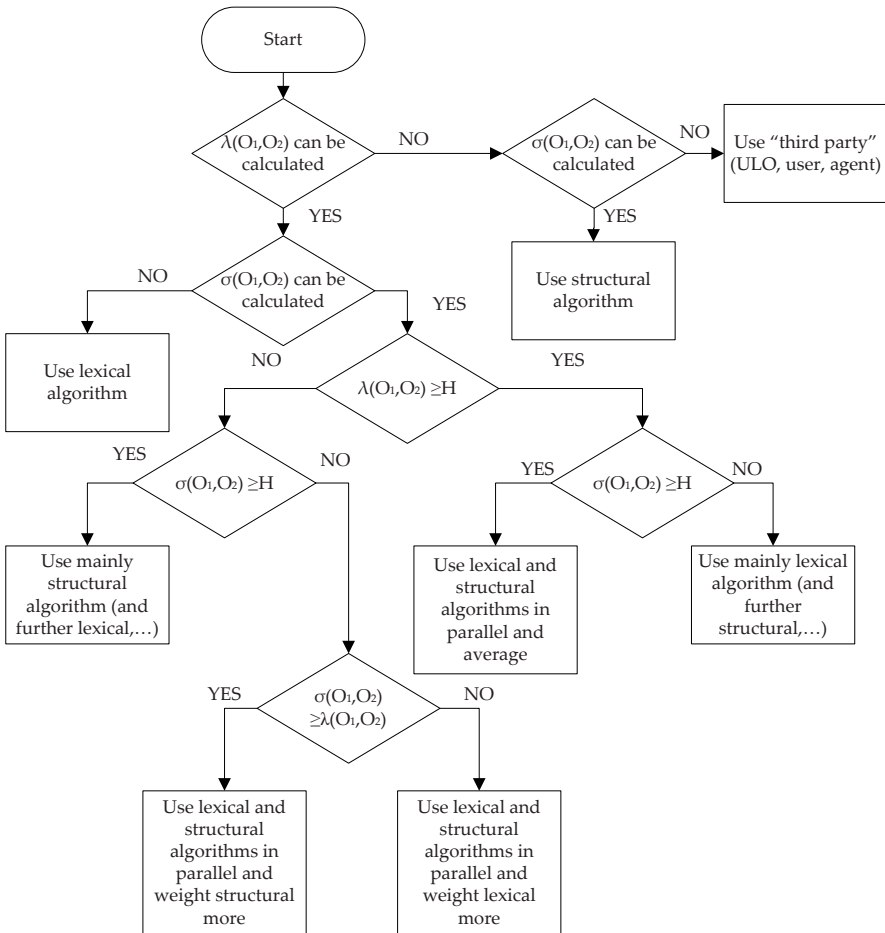 Start
λ(O₁,O₂) can be
calculated
NO
σ(O₁,O₂) can be
calculated
NO
Use “third party”
(ULO, user, agent)
YES
YES
σ(O₁,O₂) can be
calculated
NO
YES
Use structural
algorithm
Use lexical
algorithm
NO
λ(O₁,O₂) ≥H
YES
YES
σ(O₁,O₂) ≥H
NO
YES
σ(O₁,O₂) ≥H
NO
Use mainly
structural
algorithm (and
further lexical,…)
Use lexical and
structural
algorithms in
parallel and
average
Use mainly lexical
algorithm (and
further
structural,…)
YES
σ(O₁,O₂)
≥λ(O₁,O₂)
NO
Use lexical and
structural
algorithms in
parallel and
weight structural
more
Use lexical and
structural
algorithms in
parallel and
weight lexical
more